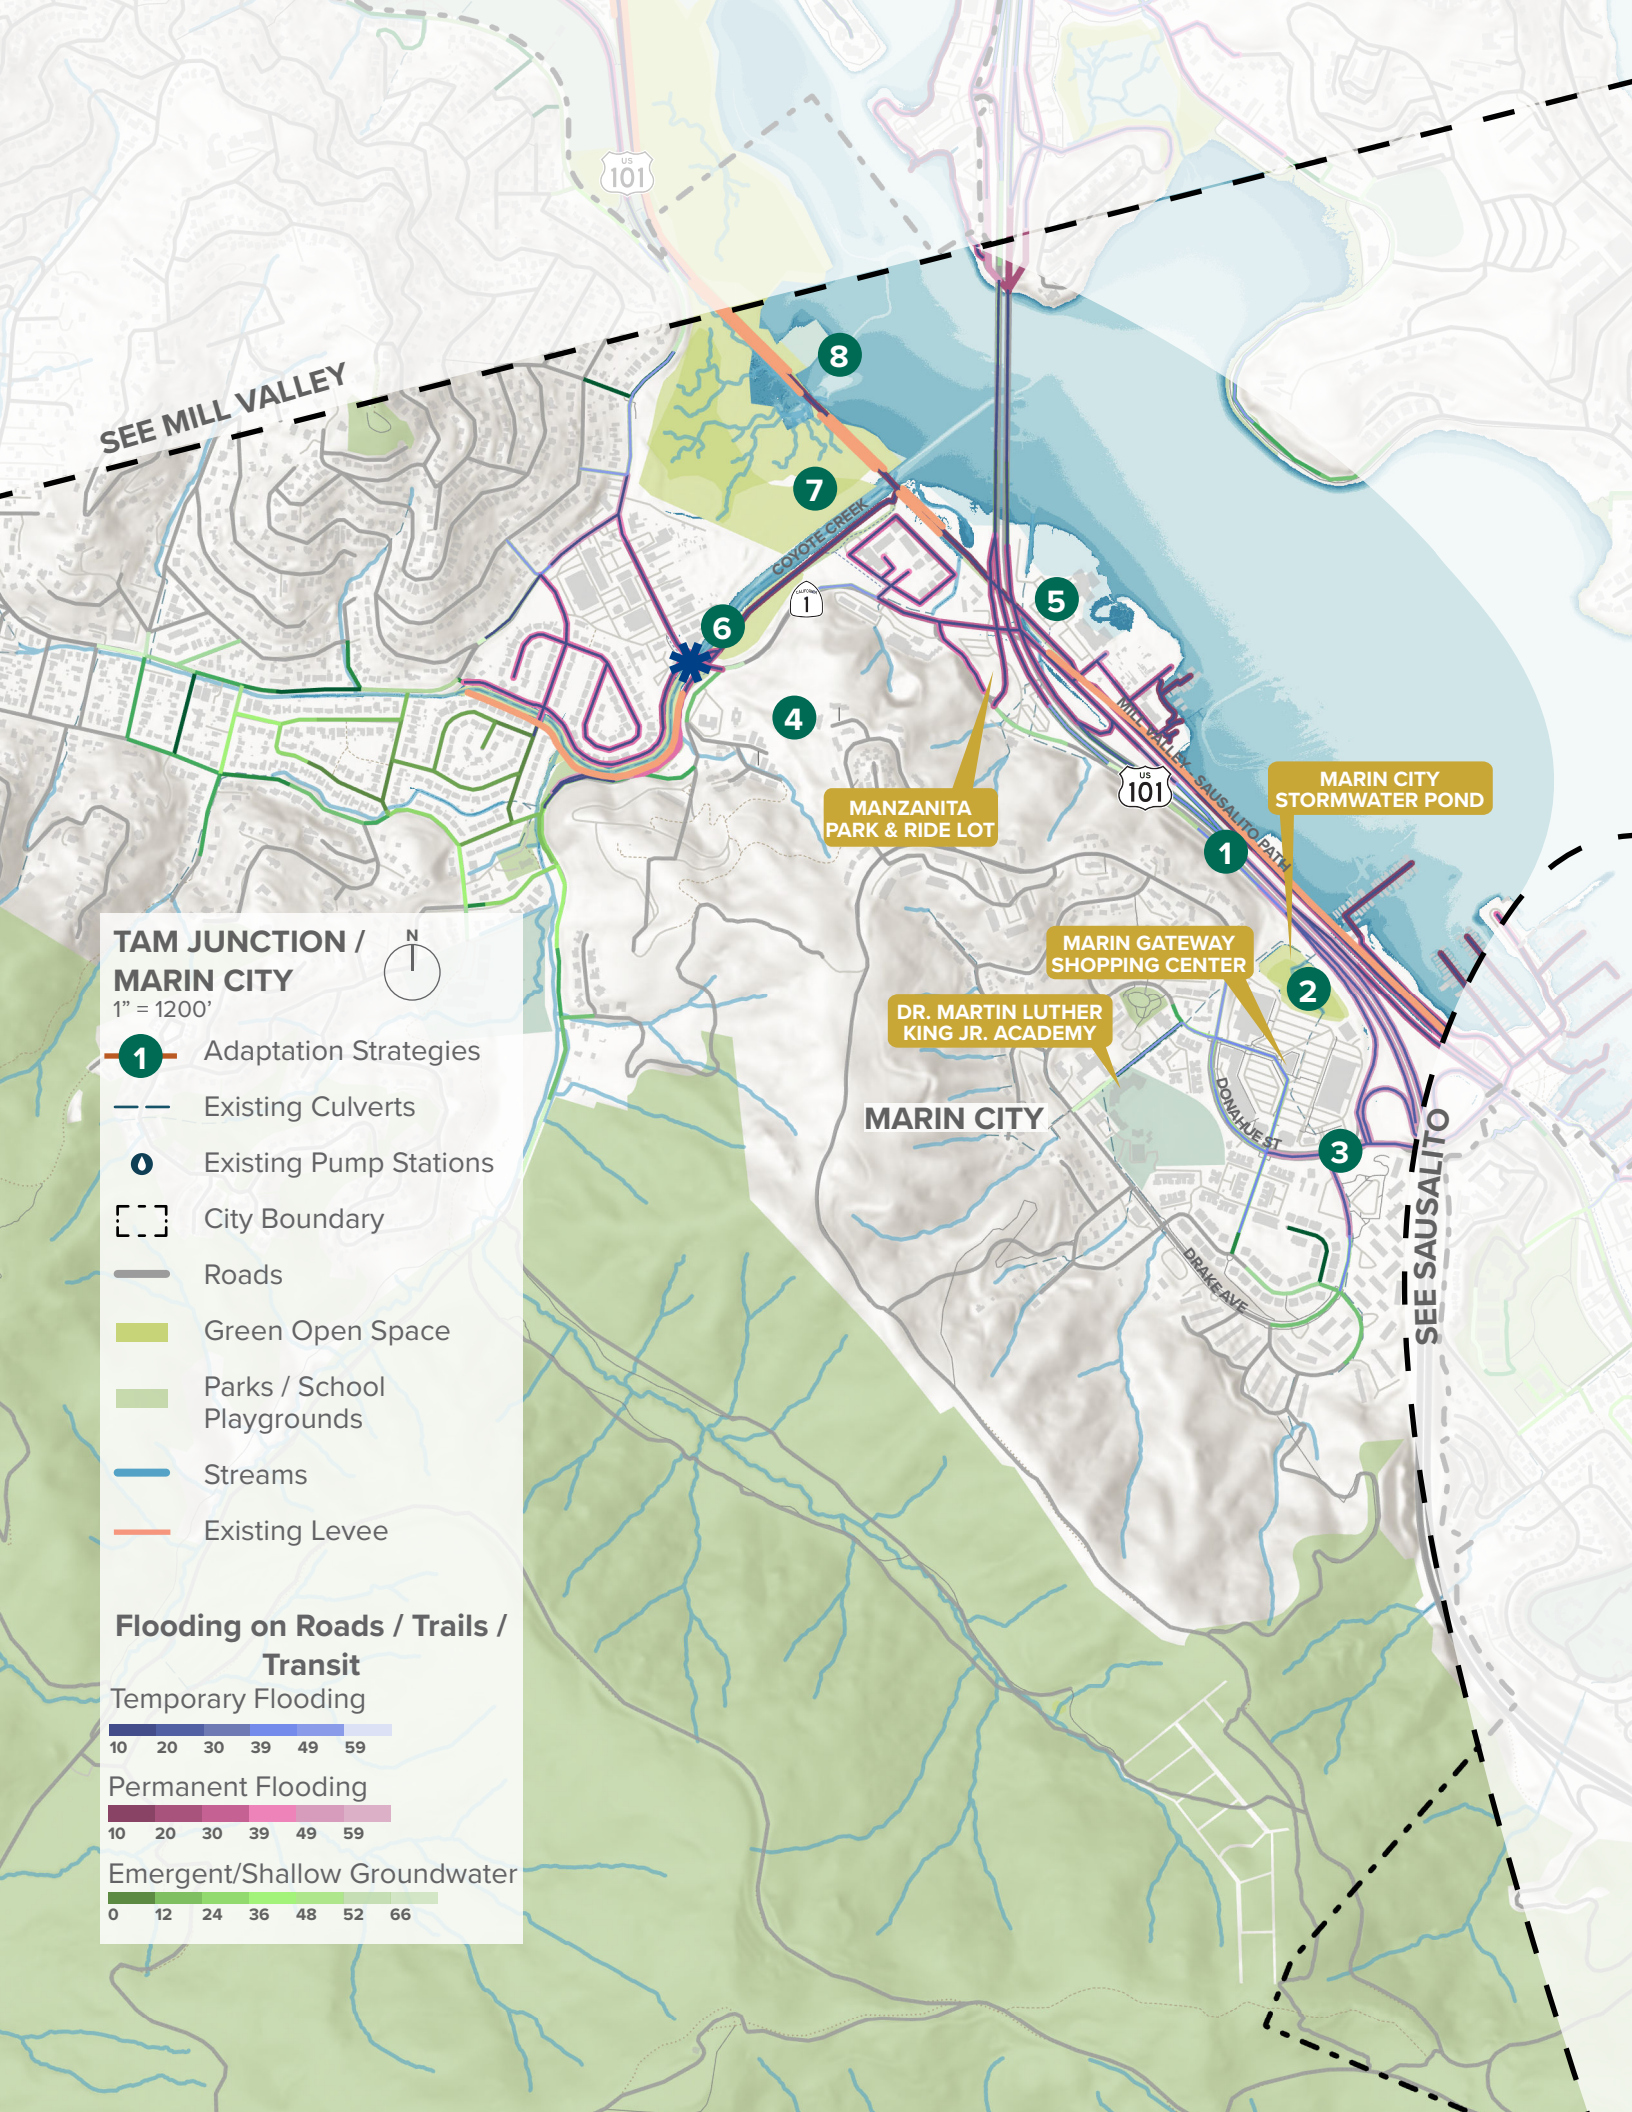 US
101
SEE MILL VALLEY
8
7
COYOTE CREEK
CALIFORNIA
1
6
5
4
MILL VALLEY - SAUSALITO PATH
US
101
MARIN CITY
STORMWATER POND
MANZANITA
PARK & RIDE LOT
1
MARIN GATEWAY
SHOPPING CENTER
2
DR. MARTIN LUTHER
KING JR. ACADEMY
MARIN CITY
DONAHUE ST
3
SEE SAUSALITO
DRAKE AVE
TAM JUNCTION /
MARIN CITY
1” = 1200’
N
1
Adaptation Strategies
Existing Culverts
Existing Pump Stations
City Boundary
Roads
Green Open Space
Parks / School
Playgrounds
Streams
Existing Levee
Flooding on Roads / Trails /
Transit
Temporary Flooding
10 20 30 39 49 59
Permanent Flooding
10 20 30 39 49 59
Emergent/Shallow Groundwater
0 12 24 36 48 52 66